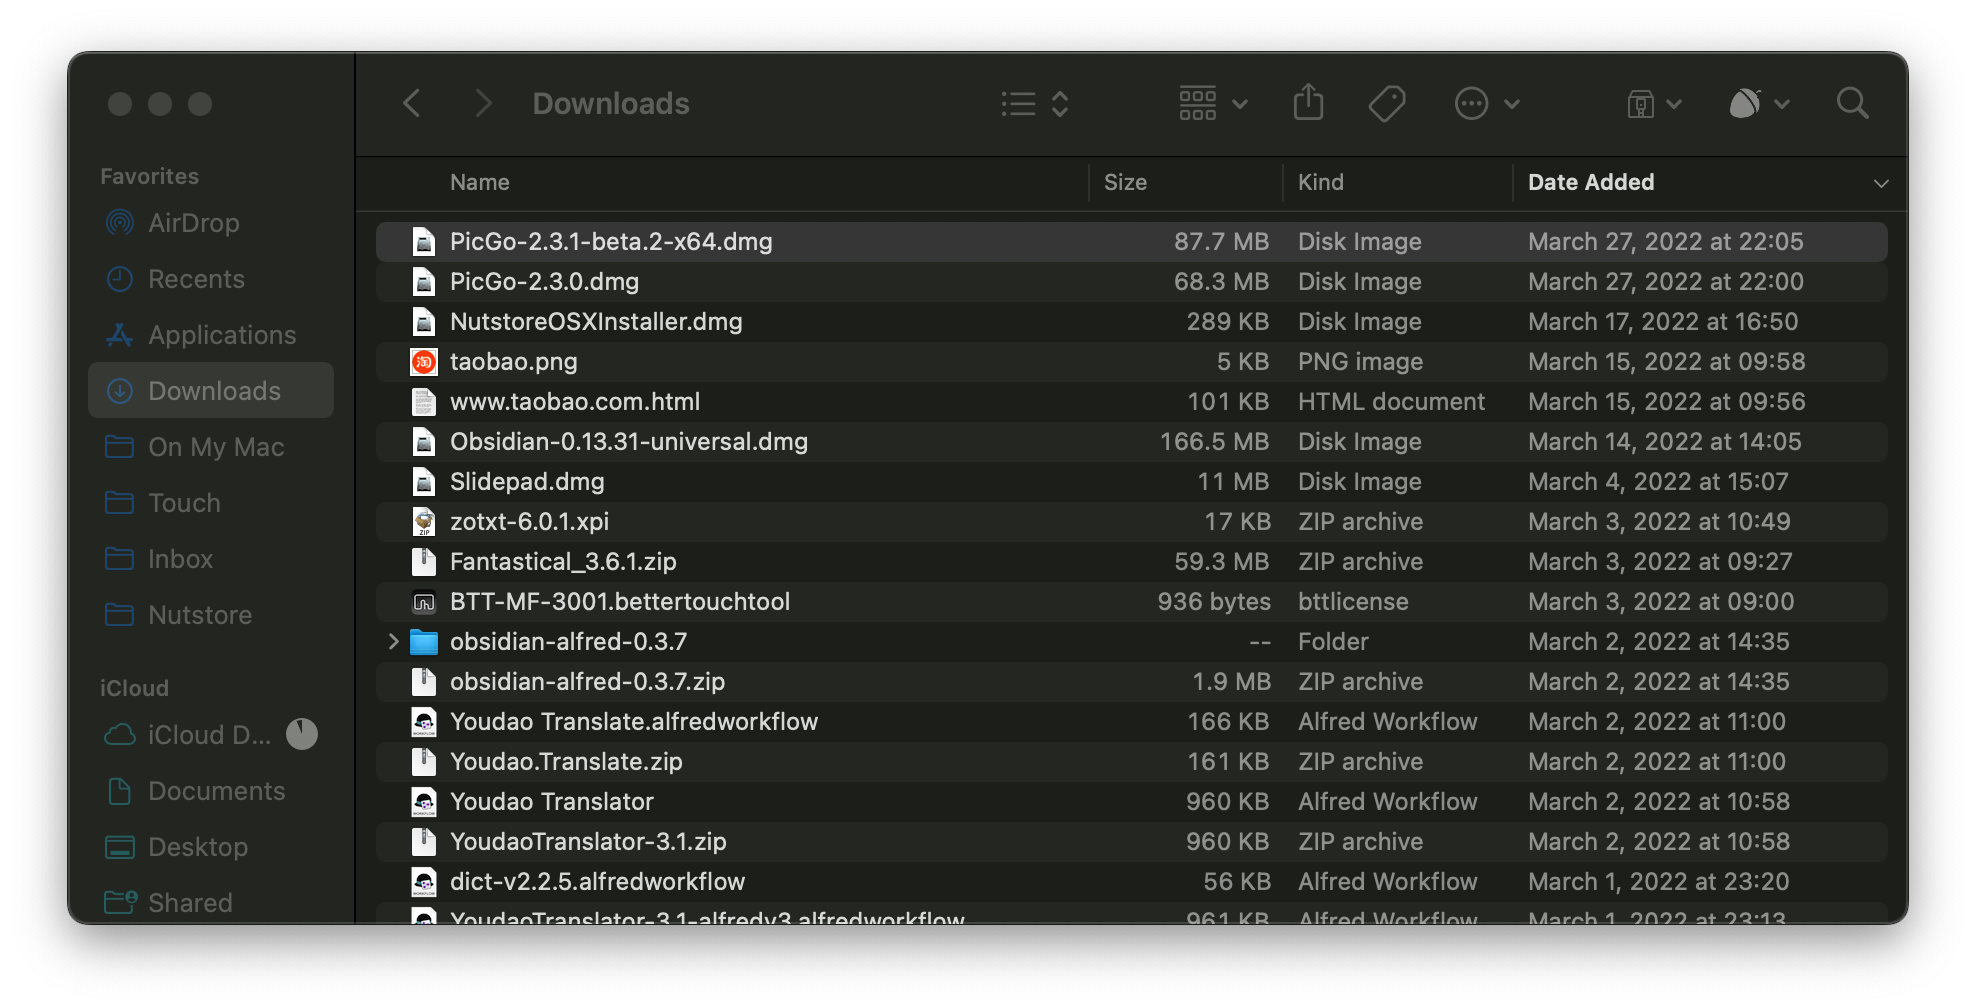 Downloads
Favorites
AirDrop
Recents
Applications
Downloads
On My Mac
Touch
Inbox
Nutstore
iCloud
iCloud D...
Documents
Desktop
Shared
Name Size Kind Date Added
PicGo-2.3.1-beta.2-x64.dmg 87.7 MB Disk Image March 27, 2022 at 22:05
PicGo-2.3.0.dmg 68.3 MB Disk Image March 27, 2022 at 22:00
NutstoreOSXInstaller.dmg 289 KB Disk Image March 17, 2022 at 16:50
淘
taobao.png 5 KB PNG image March 15, 2022 at 09:58
www.taobao.com.html 101 KB HTML document March 15, 2022 at 09:56
Obsidian-0.13.31-universal.dmg 166.5 MB Disk Image March 14, 2022 at 14:05
Slidepad.dmg 11 MB Disk Image March 4, 2022 at 15:07
ZIP
zotxt-6.0.1.xpi 17 KB ZIP archive March 3, 2022 at 10:49
Fantastical_3.6.1.zip 59.3 MB ZIP archive March 3, 2022 at 09:27
BTT-MF-3001.bettertouchtool 936 bytes bttlicense March 3, 2022 at 09:00
obsidian-alfred-0.3.7 -- Folder March 2, 2022 at 14:35
obsidian-alfred-0.3.7.zip 1.9 MB ZIP archive March 2, 2022 at 14:35
Youdao Translate.alfredworkflow 166 KB Alfred Workflow March 2, 2022 at 11:00
Youdao.Translate.zip 161 KB ZIP archive March 2, 2022 at 11:00
Youdao Translator 960 KB Alfred Workflow March 2, 2022 at 10:58
YoudaoTranslator-3.1.zip 960 KB ZIP archive March 2, 2022 at 10:58
dict-v2.2.5.alfredworkflow 56 KB Alfred Workflow March 1, 2022 at 23:20
YoudaoTranslator-3.1-alfredv3.alfredworkflow 961 KB Alfred Workflow March 1, 2022 at 23:13